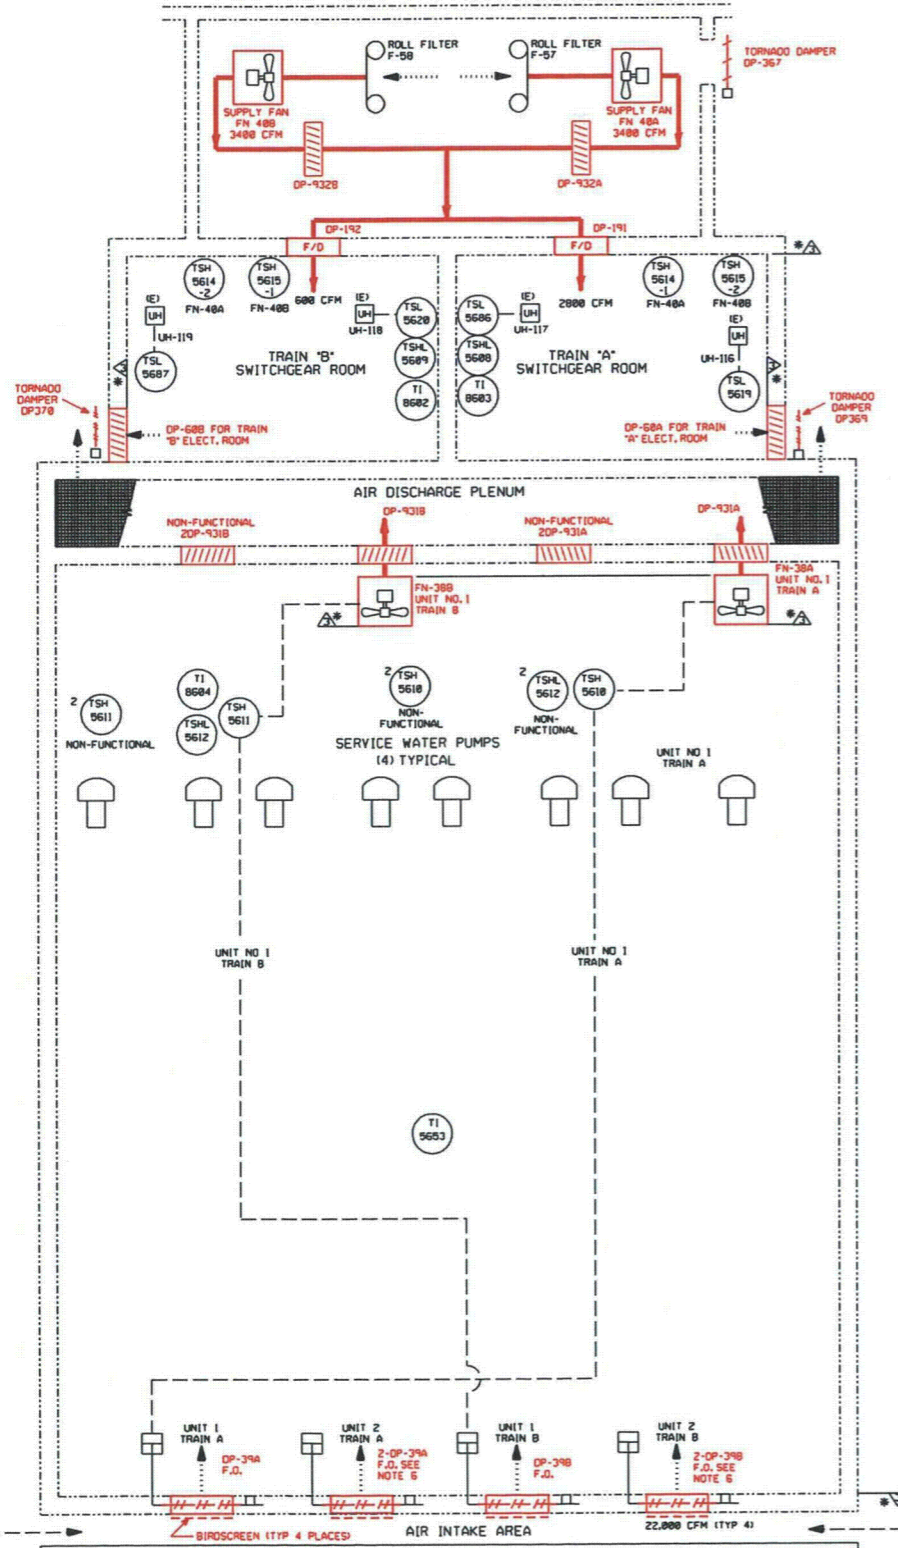 ROLL FILTER
F-58
ROLL FILTER
F-57
TORNADO DAMPER
DP-367
SUPPLY FAN
FN 40B
3400 CFM
SUPPLY FAN
FN 40A
3400 CFM
DP-932B
DP-932A
DP-192
DP-191
F/D
F/D
* 3
TSH
5614
-2
FN-40A
TSH
5615
-1
FN-40B
600 CFM
2800 CFM
TSH
5614
-1
FN-40A
TSH
5615
-2
FN-40B
(E)
UH
UH-119
(E)
UH
UH-118
TSL
5620
TSL
5686
(E)
UH
UH-117
(E)
UH
UH-116
TSL
5687
TSHL
5609
TSHL
5608
TSL
5619
TI
8602
TI
8603
TRAIN "B"
SWITCHGEAR ROOM
TRAIN "A"
SWITCHGEAR ROOM
3
*
3
*
TORNADO
DAMPER
DP370
TORNADO
DAMPER
DP369
DP-60B FOR TRAIN
"B" ELECT. ROOM
DP-60A FOR TRAIN
"A" ELECT. ROOM
AIR DISCHARGE PLENUM
NON-FUNCTIONAL
2DP-931B
DP-931B
NON-FUNCTIONAL
2DP-931A
DP-931A
FN-38B
UNIT NO.1
TRAIN B
FN-38A
UNIT NO.1
TRAIN A
3 *
* 3
2
TSH
5611
NON-FUNCTIONAL
TI
8604
TSHL
5612
TSH
5611
2
TSH
5610
NON-
FUNCTIONAL
2
TSHL
5612
NON-
FUNCTIONAL
TSH
5610
SERVICE WATER PUMPS
(4) TYPICAL
UNIT NO 1
TRAIN A
UNIT NO 1
TRAIN B
UNIT NO 1
TRAIN A
TI
5653
UNIT 1
TRAIN A
UNIT 2
TRAIN A
UNIT 1
TRAIN B
UNIT 2
TRAIN B
DP-39A
F.O.
2-DP-39A
F.O. SEE
NOTE 6
DP-39B
F.O.
2-DP-39B
F.O. SEE
NOTE 6
BIRDSCREEN (TYP 4 PLACES)
AIR INTAKE AREA
22,000 CFM (TYP 4)
*